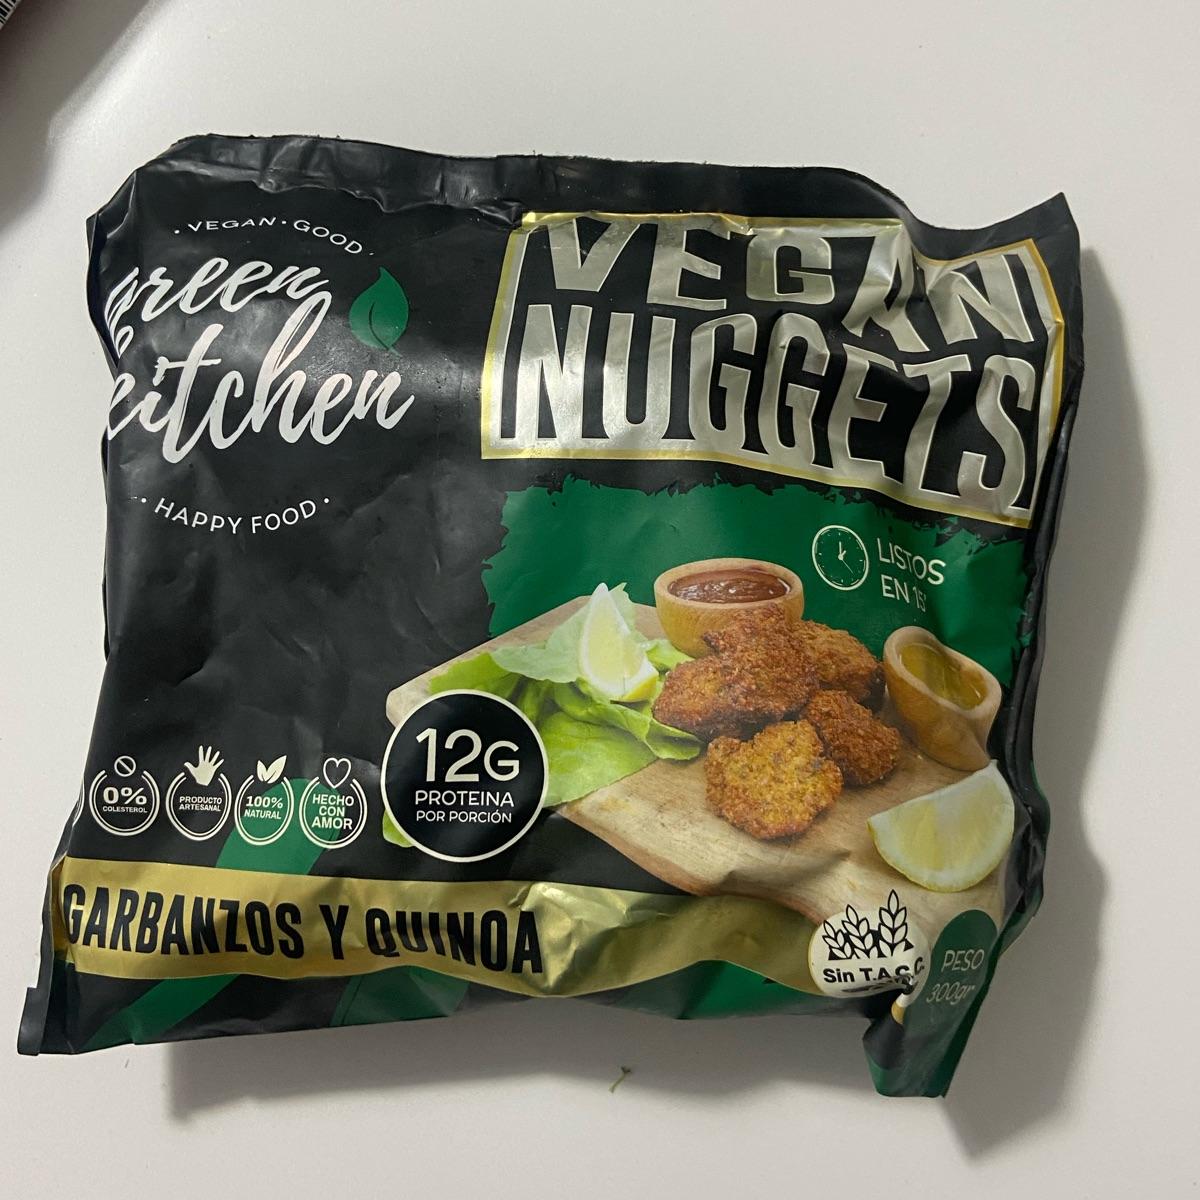 · VEGAN · GOOD ·
green
kitchen
· HAPPY FOOD ·
VEGAN
NUGGETS
LISTOS
EN 15'
12G
PROTEINA
POR PORCIÓN
0%
COLESTEROL
PRODUCTO
ARTESANAL
100%
NATURAL
HECHO
CON
AMOR
GARBANZOS Y QUINOA
Sin T.A.C.C.
PESO
300gr